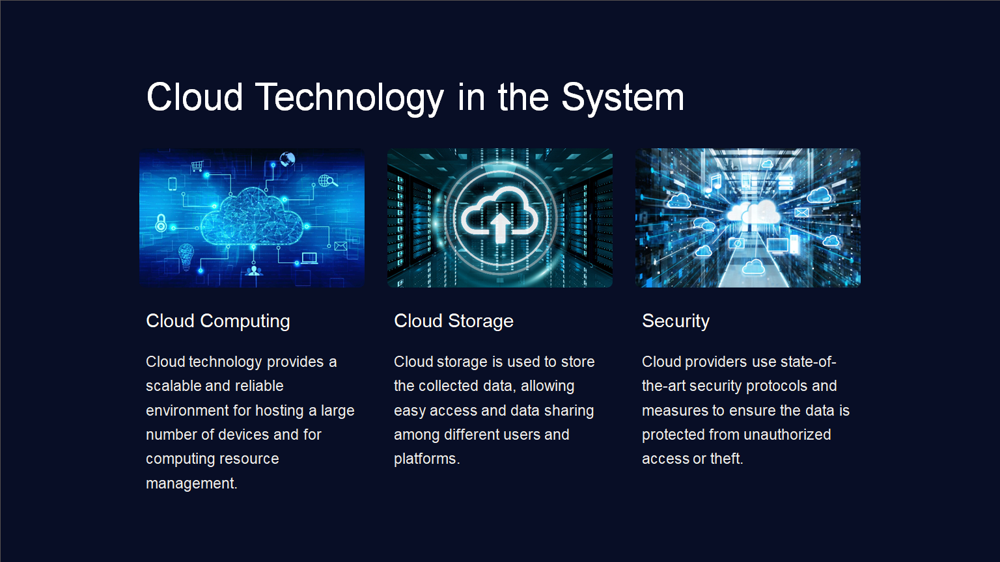 Cloud Technology in the System
Cloud Computing
Cloud technology provides a
scalable and reliable
environment for hosting a large
number of devices and for
computing resource
management.
Cloud Storage
Cloud storage is used to store
the collected data, allowing
easy access and data sharing
among different users and
platforms.
Security
Cloud providers use state-of-
the-art security protocols and
measures to ensure the data is
protected from unauthorized
access or theft.